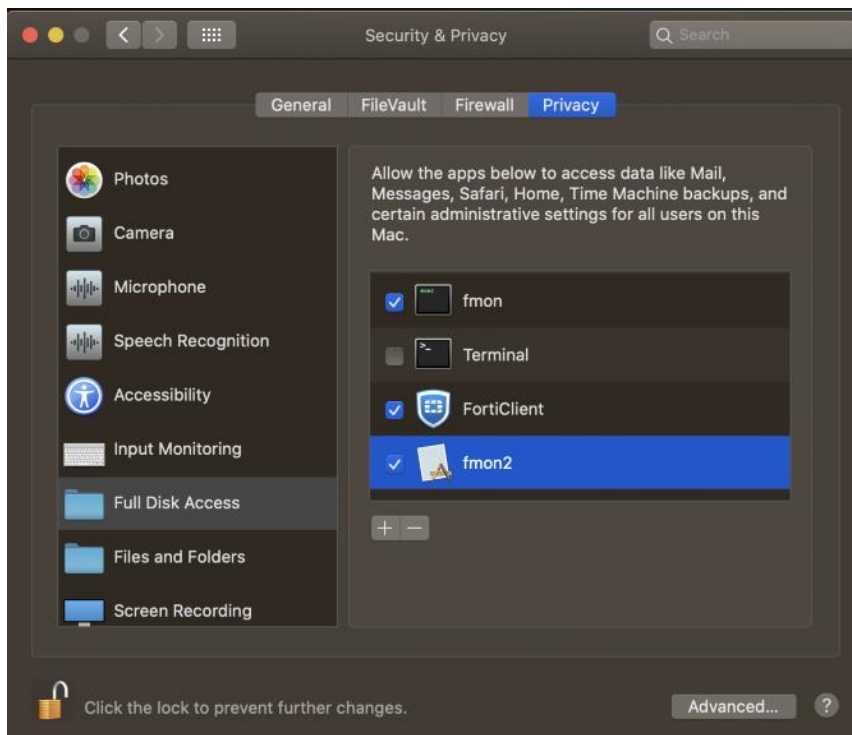 Security & Privacy
Search
General
FileVault
Firewall
Privacy
Photos
Camera
Microphone
Speech Recognition
Accessibility
Input Monitoring
Full Disk Access
Files and Folders
Screen Recording
Allow the apps below to access data like Mail,
Messages, Safari, Home, Time Machine backups, and
certain administrative settings for all users on this
Mac.
fmon
Terminal
FortiClient
fmon2
+ −
Click the lock to prevent further changes.
Advanced...
?